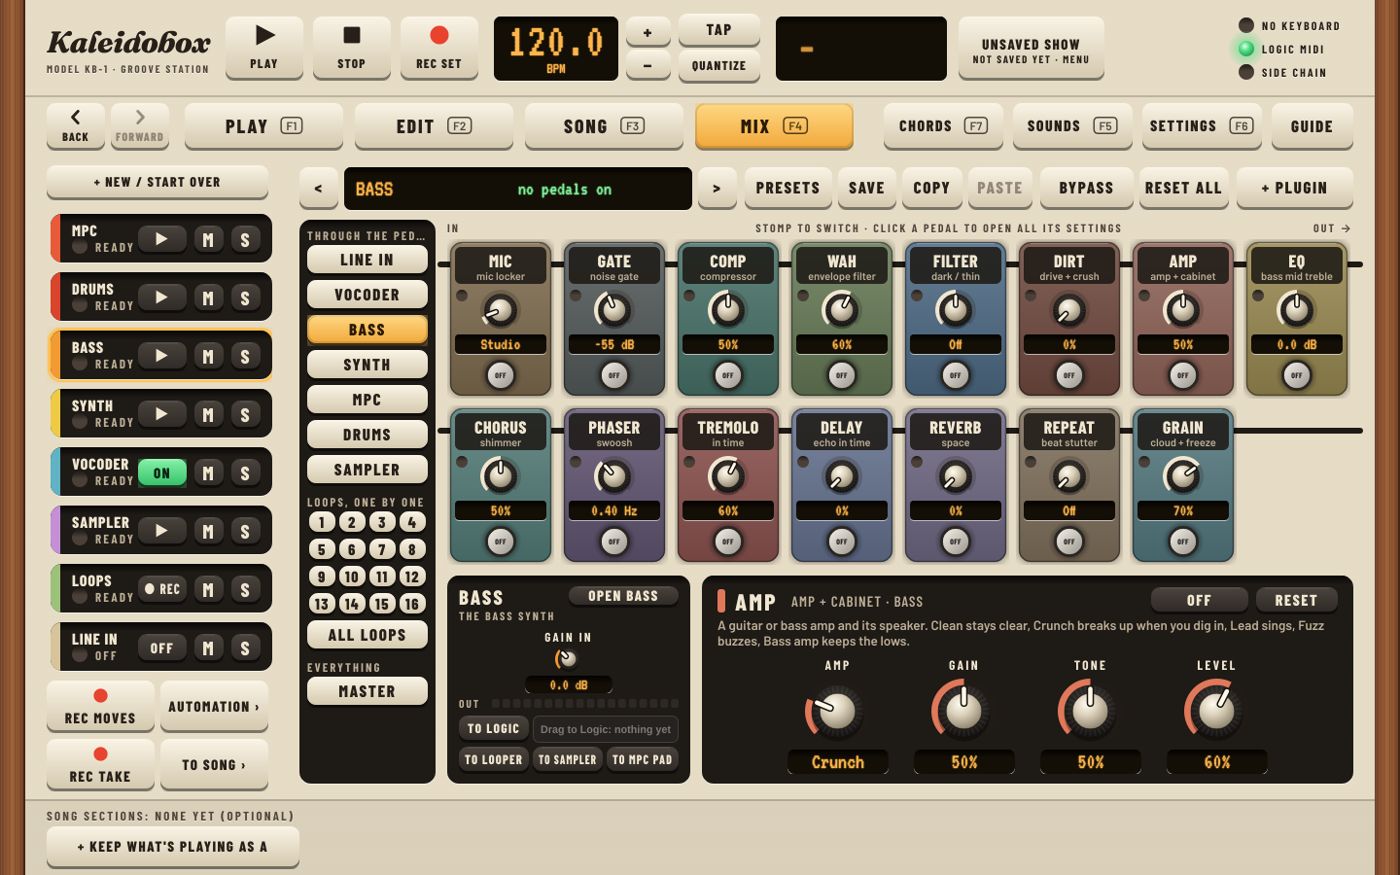 Kaleidobox
MODEL KB-1 · GROOVE STATION
PLAY
STOP
REC SET
120.0
BPM
+
−
TAP
QUANTIZE
–
UNSAVED SHOW
NOT SAVED YET · MENU
NO KEYBOARD
LOGIC MIDI
SIDE CHAIN
BACK
FORWARD
PLAY F1
EDIT F2
SONG F3
MIX F4
CHORDS F7
SOUNDS F5
SETTINGS F6
GUIDE
+ NEW / START OVER
<
BASS no pedals on
>
PRESETS
SAVE
COPY
PASTE
BYPASS
RESET ALL
+ PLUGIN
MPC
READY
M S
DRUMS
READY
M S
BASS
READY
M S
SYNTH
READY
M S
VOCODER
READY
ON M S
SAMPLER
READY
M S
LOOPS
READY
REC M S
LINE IN
OFF
OFF M S
REC MOVES
AUTOMATION ›
REC TAKE
TO SONG ›
THROUGH THE PED...
LINE IN
VOCODER
BASS
SYNTH
MPC
DRUMS
SAMPLER
LOOPS, ONE BY ONE
1 2 3 4
5 6 7 8
9 10 11 12
13 14 15 16
ALL LOOPS
EVERYTHING
MASTER
IN STOMP TO SWITCH · CLICK A PEDAL TO OPEN ALL ITS SETTINGS OUT →
MIC
mic locker
Studio
OFF
GATE
noise gate
-55 dB
OFF
COMP
compressor
50%
OFF
WAH
envelope filter
60%
OFF
FILTER
dark / thin
Off
OFF
DIRT
drive + crush
0%
OFF
AMP
amp + cabinet
50%
OFF
EQ
bass mid treble
0.0 dB
OFF
CHORUS
shimmer
50%
OFF
PHASER
swoosh
0.40 Hz
OFF
TREMOLO
in time
60%
OFF
DELAY
echo in time
0%
OFF
REVERB
space
0%
OFF
REPEAT
beat stutter
Off
OFF
GRAIN
cloud + freeze
70%
OFF
BASS
OPEN BASS
THE BASS SYNTH
GAIN IN
0.0 dB
OUT
TO LOGIC
Drag to Logic: nothing yet
TO LOOPER
TO SAMPLER
TO MPC PAD
AMP AMP + CABINET · BASS
OFF
RESET
A guitar or bass amp and its speaker. Clean stays clear, Crunch breaks up when you dig in, Lead sings, Fuzz
buzzes, Bass amp keeps the lows.
AMP GAIN TONE LEVEL
Crunch 50% 50% 60%
SONG SECTIONS: NONE YET (OPTIONAL)
+ KEEP WHAT'S PLAYING AS A